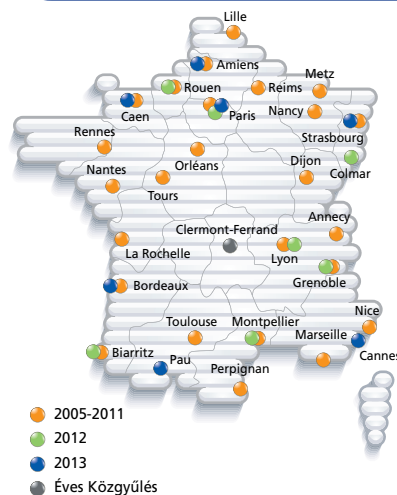 Lille
Amiens
Metz
Rouen
Reims
Caen
Paris
Nancy
Rennes
Strasbourg
Orléans
Dijon
Colmar
Nantes
Tours
Annecy
Clermont-Ferrand
La Rochelle
Lyon
Grenoble
Bordeaux
Nice
Toulouse
Montpellier
Marseille
Biarritz
Pau
Cannes
Perpignan
2005-2011
2012
2013
Éves Közgyűlés